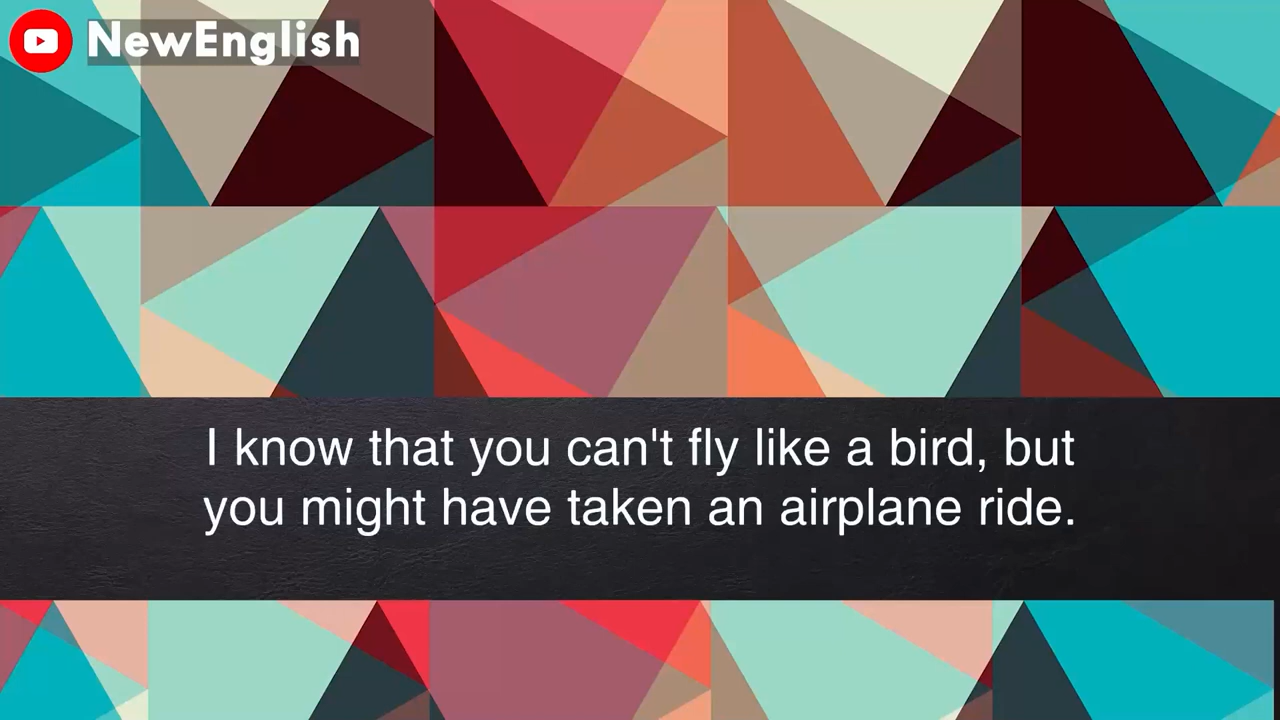 NewEnglish
I know that you can't fly like a bird, but
you might have taken an airplane ride.